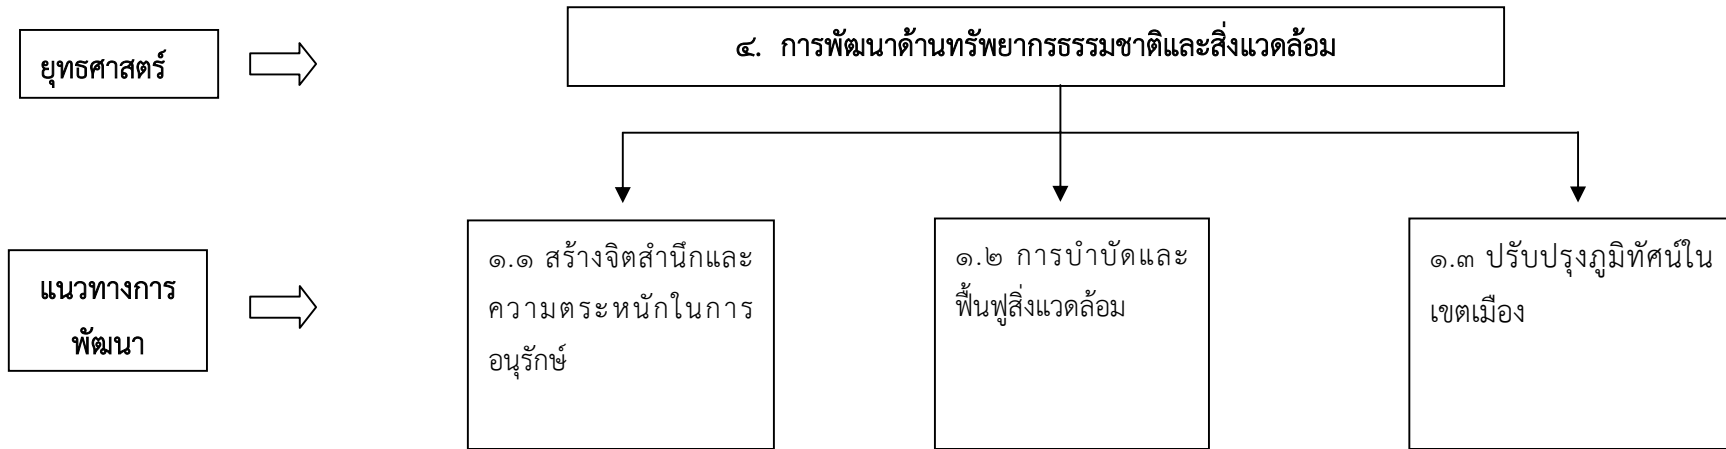 ยุทธศาสตร์
๔. การพัฒนาด้านทรัพยากรธรรมชาติและสิ่งแวดล้อม
แนวทางการ
พัฒนา
๑.๑ สร้างจิตสำนึกและ
ความตระหนักในการ
อนุรักษ์
๑.๒ การบำบัดและ
ฟื้นฟูสิ่งแวดล้อม
๑.๓ ปรับปรุงภูมิทัศน์ใน
เขตเมือง